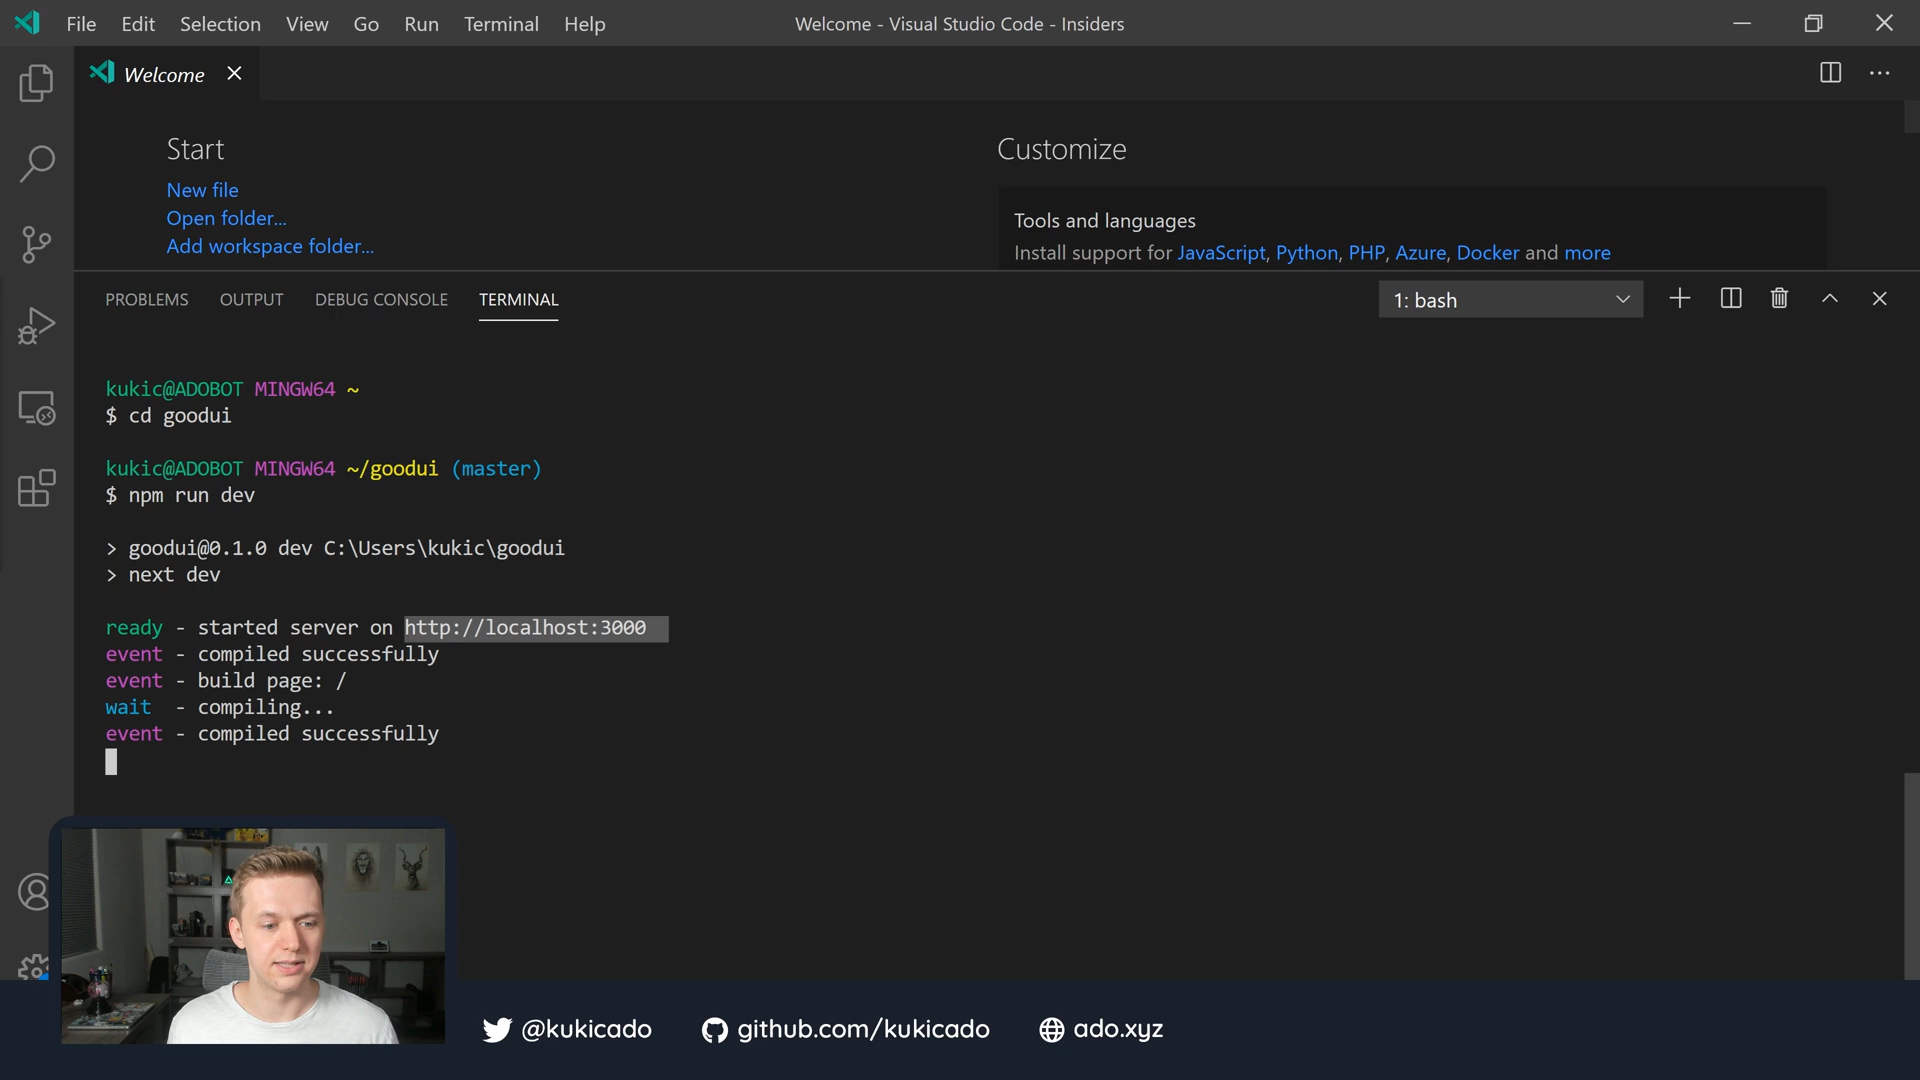 File Edit Selection View Go Run Terminal Help Welcome - Visual Studio Code - Insiders
Welcome
Start
New file
Open folder...
Add workspace folder...
Customize
Tools and languages
Install support for JavaScript, Python, PHP, Azure, Docker and more
PROBLEMS OUTPUT DEBUG CONSOLE TERMINAL 1: bash
kukic@ADOBOT MINGW64 ~
$ cd goodui
kukic@ADOBOT MINGW64 ~/goodui (master)
$ npm run dev
> goodui@0.1.0 dev C:\Users\kukic\goodui
> next dev
ready - started server on http://localhost:3000
event - compiled successfully
event - build page: /
wait - compiling...
event - compiled successfully
@kukicado github.com/kukicado ado.xyz